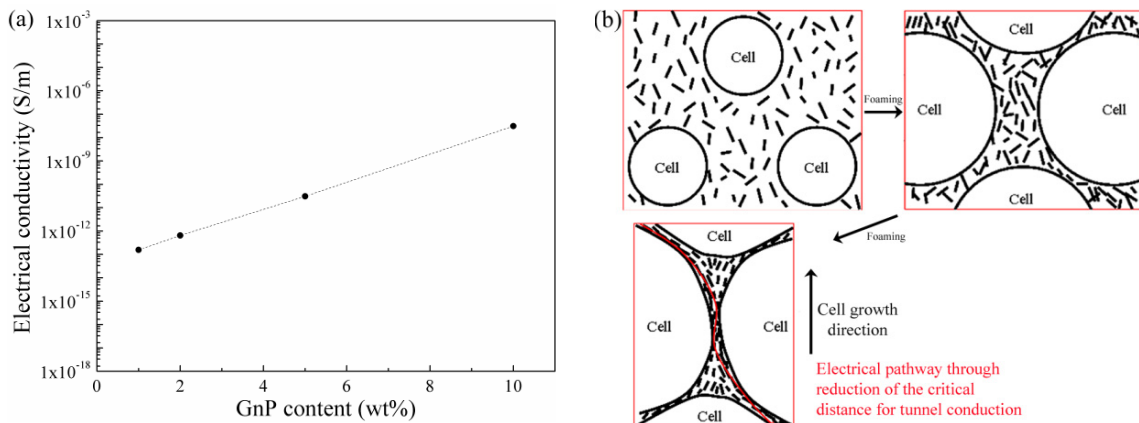 (a)
1x10⁻³
1x10⁻⁶
1x10⁻⁹
1x10⁻¹²
1x10⁻¹⁵
1x10⁻¹⁸
Electrical conductivity (S/m)
0 2 4 6 8 10
GnP content (wt%)
(b)
Cell
Cell
Cell
Foaming
Cell
Cell
Cell
Cell
Foaming
Cell
Cell
Cell
Cell
Cell growth
direction
Electrical pathway through
reduction of the critical
distance for tunnel conduction